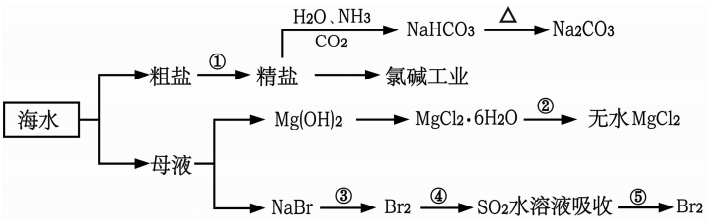 H₂O、NH₃
CO₂
NaHCO₃ △ Na₂CO₃
粗盐 ① 精盐 氯碱工业
海水
Mg(OH)₂ MgCl₂·6H₂O ② 无水MgCl₂
母液
NaBr ③ Br₂ ④ SO₂水溶液吸收 ⑤ Br₂